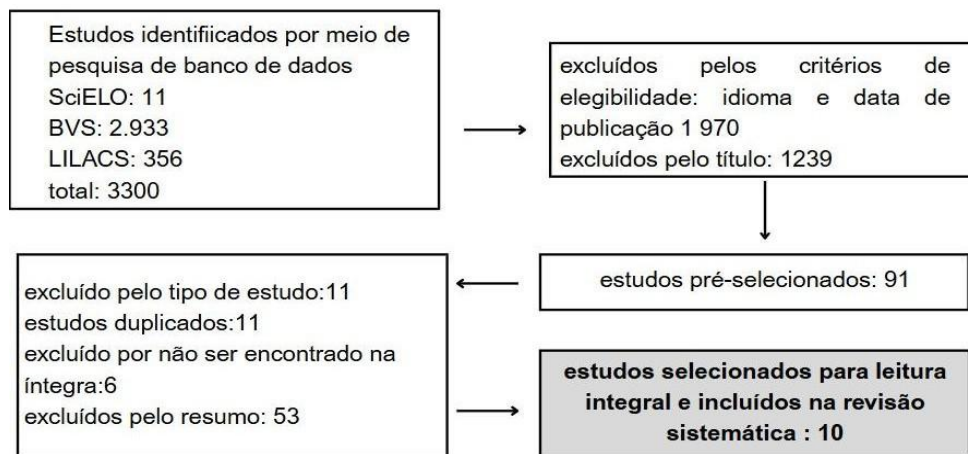 Estudos identifiicados por meio de
pesquisa de banco de dados
SciELO: 11
BVS: 2.933
LILACS: 356
total: 3300
excluídos pelos critérios de
elegibilidade: idioma e data de
publicação 1 970
excluídos pelo título: 1239
estudos pré-selecionados: 91
excluído pelo tipo de estudo:11
estudos duplicados:11
excluído por não ser encontrado na
íntegra:6
excluídos pelo resumo: 53
estudos selecionados para leitura
integral e incluídos na revisão
sistemática : 10